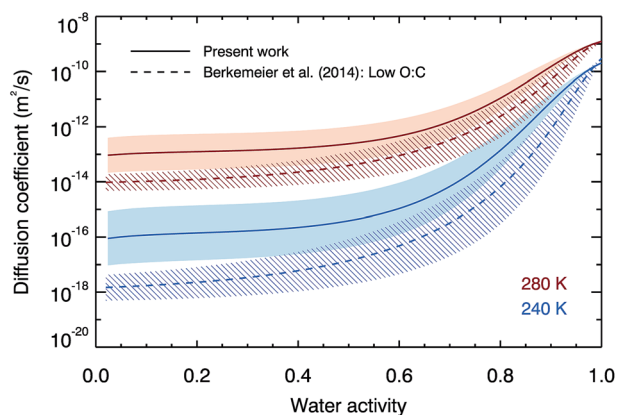 10⁻⁸
10⁻¹⁰
10⁻¹²
10⁻¹⁴
10⁻¹⁶
10⁻¹⁸
10⁻²⁰
Diffusion coefficient (m²/s)
Present work
Berkemeier et al. (2014): Low O:C
280 K
240 K
0.0 0.2 0.4 0.6 0.8 1.0
Water activity